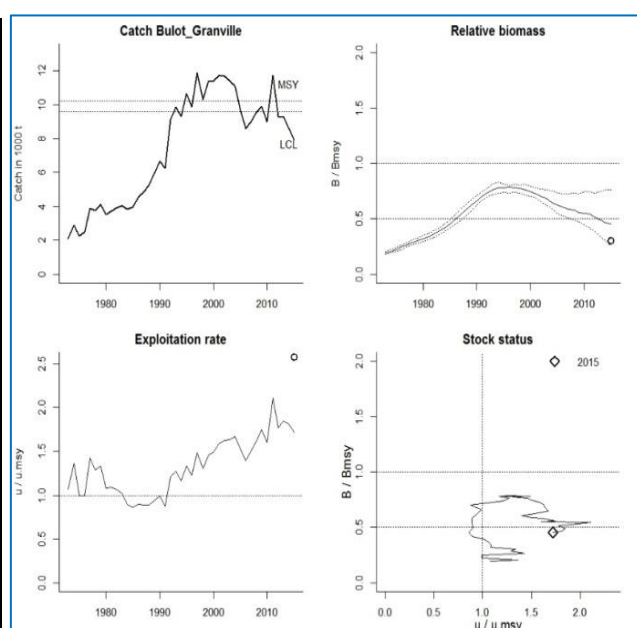 Catch Bulot_Granville
Catch in 1000 t
12
10
8
6
4
2
0
MSY
LCL
1980 1990 2000 2010
Relative biomass
B / Bmsy
2.0
1.5
1.0
0.5
0.0
1980 1990 2000 2010
Exploitation rate
u / u.msy
2.5
2.0
1.5
1.0
0.5
0.0
1980 1990 2000 2010
Stock status
B / Bmsy
2.0
1.5
1.0
0.5
0.0
2015
0.0 0.5 1.0 1.5 2.0
u / u.msy